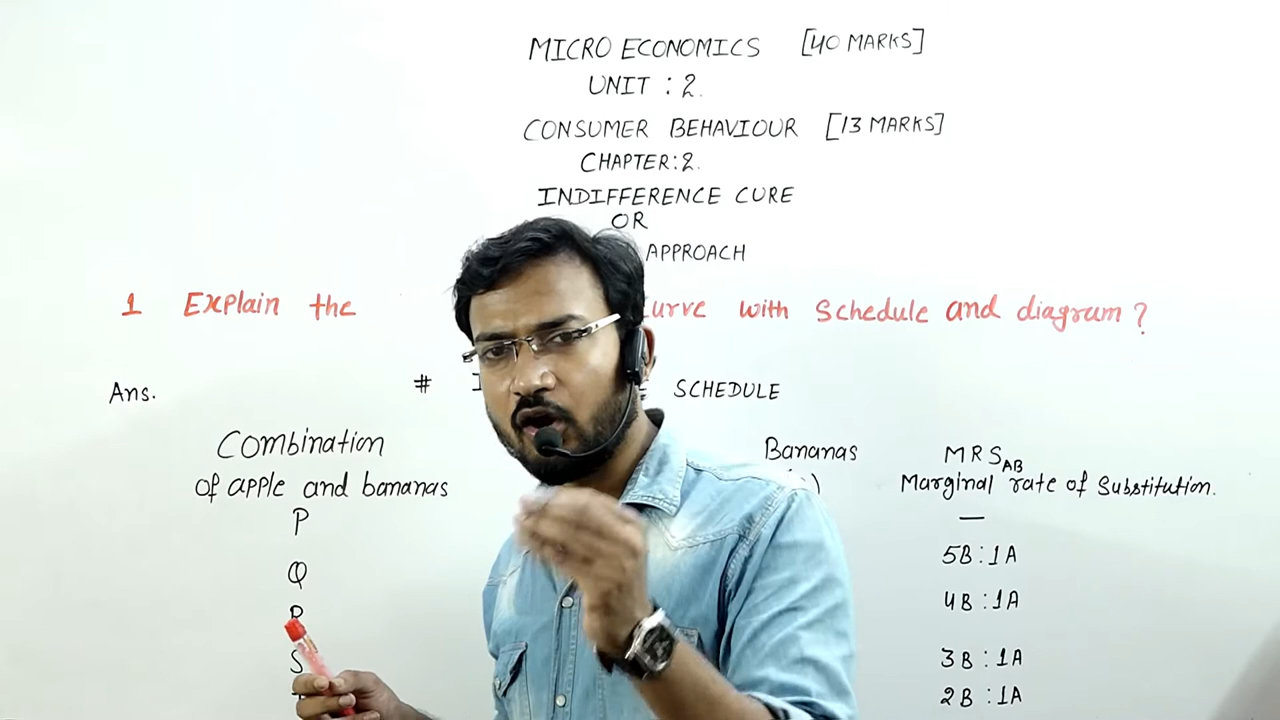 MICRO ECONOMICS [40 MARKS]
UNIT : 2.
CONSUMER BEHAVIOUR [13 MARKS]
CHAPTER:2.
INDIFFERENCE CURE
OR
APPROACH
1 Explain the curve with schedule and diagram ?
Ans. # SCHEDULE
Combination of apple and bananas
Bananas
MRS AB
Marginal rate of Substitution.
P —
Q 5B:1A
R 4B:1A
S 3B:1A
2B:1A